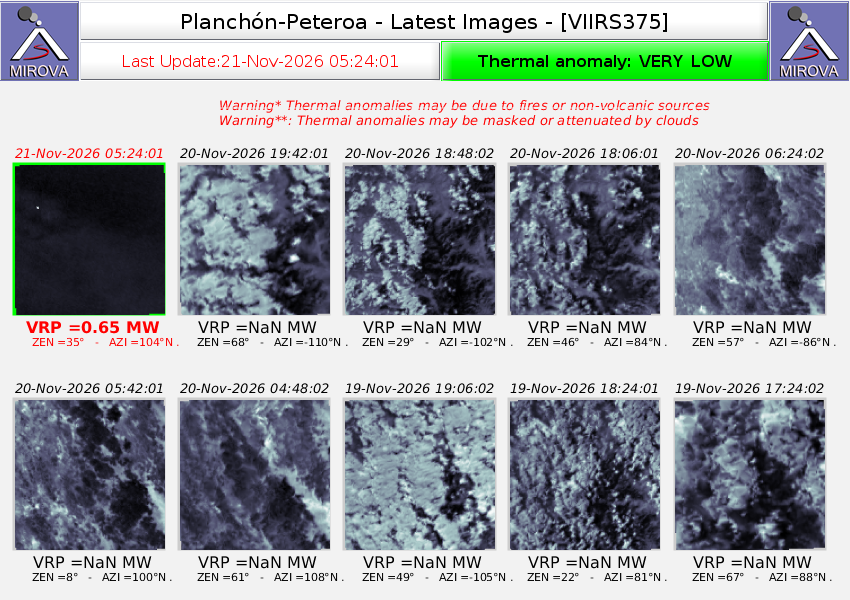 Planchón-Peteroa - Latest Images - [VIIRS375]
MIROVA
Last Update:21-Nov-2026 05:24:01
Thermal anomaly: VERY LOW
MIROVA
Warning* Thermal anomalies may be due to fires or non-volcanic sources
Warning**: Thermal anomalies may be masked or attenuated by clouds
21-Nov-2026 05:24:01 20-Nov-2026 19:42:01 20-Nov-2026 18:48:02 20-Nov-2026 18:06:01 20-Nov-2026 06:24:02
VRP =0.65 MW VRP =NaN MW VRP =NaN MW VRP =NaN MW VRP =NaN MW
ZEN =35° - AZI =104°N . ZEN =68° - AZI =-110°N . ZEN =29° - AZI =-102°N . ZEN =46° - AZI =84°N . ZEN =57° - AZI =-86°N .
20-Nov-2026 05:42:01 20-Nov-2026 04:48:02 19-Nov-2026 19:06:02 19-Nov-2026 18:24:01 19-Nov-2026 17:24:02
VRP =NaN MW VRP =NaN MW VRP =NaN MW VRP =NaN MW VRP =NaN MW
ZEN =8° - AZI =100°N . ZEN =61° - AZI =108°N . ZEN =49° - AZI =-105°N . ZEN =22° - AZI =81°N . ZEN =67° - AZI =88°N .